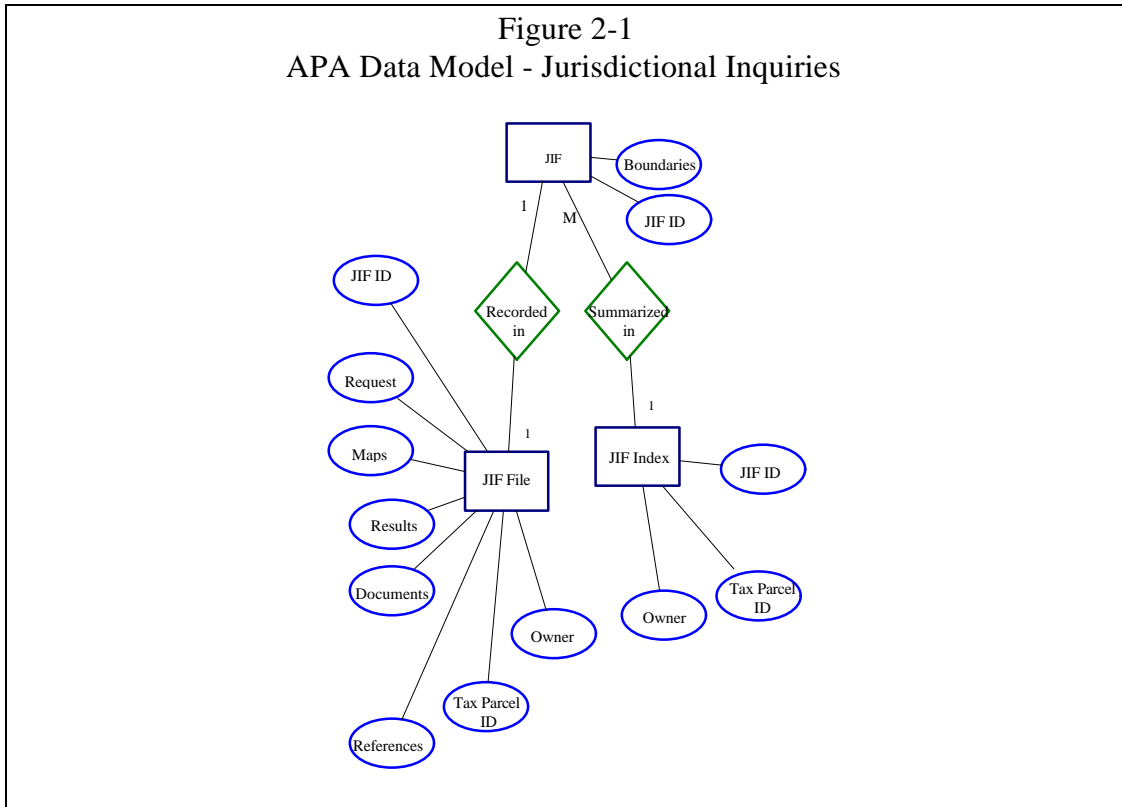 Figure 2-1
APA Data Model - Jurisdictional Inquiries
JIF
Boundaries
JIF ID
1
M
JIF ID
Recorded
in
Summarized
in
Request
1
1
Maps
JIF File
JIF Index
JIF ID
Results
Documents
Owner
Owner
Tax Parcel
ID
Tax Parcel
ID
References